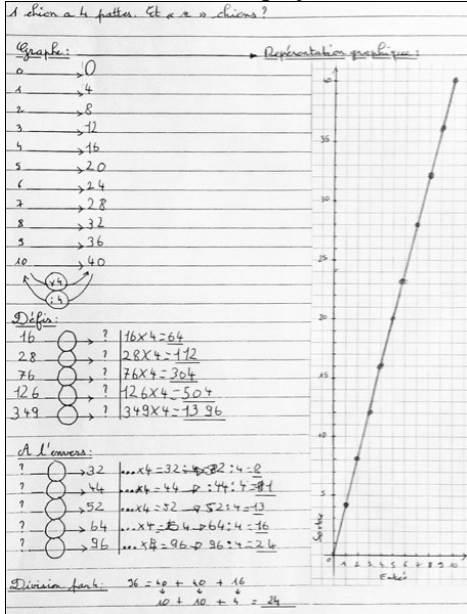 1 chien a 4 pattes. Et « n » chiens ?
Graphe :
Représentation graphique :
0 → 0
1 → 4
2 → 8
3 → 12
4 → 16
5 → 20
6 → 24
7 → 28
8 → 32
9 → 36
10 → 40
x4
:4
Défis :
16 → ? 16x4=64
28 → ? 28x4=112
76 → ? 76x4=304
126 → ? 126x4=504
349 → ? 349x4=1396
A l'envers :
? → 32 ...x4=32 → 32:4=8
? → 44 ...x4=44 → :44:4=11
? → 52 ...x4=52 → 52:4=13
? → 64 ...x4=64 → 64:4=16
? → 96 ...x4=96 → 96:4=24
Division par 4 : 96 = 40 + 40 + 16
10 + 10 + 4 = 24
40
35
30
25
20
15
10
5
Sortie
1 2 3 4 5 6 7 8 9 10
Entrée